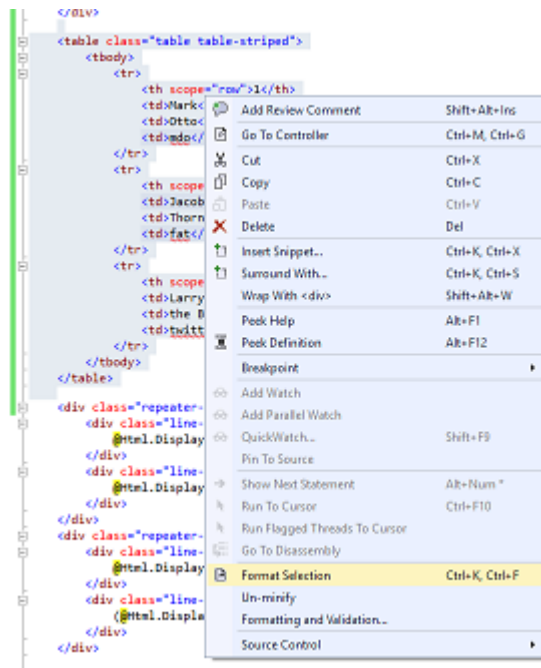 </div>
<table class="table table-striped">
<tbody>
<tr>
<th scope="row">1</th>
<td>Mark<
<td>Otto<
<td>mdo</
</tr>
<tr>
<th scope
<td>Jacob
<td>Thorn
<td>fat</
</tr>
<tr>
<th scope
<td>Larry
<td>the B
<td>twitt
</tr>
</tbody>
</table>
<div class="repeater-
<div class="line-
@Html.Display
</div>
<div class="line-
@Html.Display
</div>
</div>
<div class="repeater-
<div class="line-
@Html.Display
</div>
<div class="line-
(@Html.Displa
</div>
</div>
Add Review Comment Shift+Alt+Ins
Go To Controller Ctrl+M, Ctrl+G
Cut Ctrl+X
Copy Ctrl+C
Paste Ctrl+V
Delete Del
Insert Snippet... Ctrl+K, Ctrl+X
Surround With... Ctrl+K, Ctrl+S
Wrap With <div> Shift+Alt+W
Peek Help Alt+F1
Peek Definition Alt+F12
Breakpoint
Add Watch
Add Parallel Watch
QuickWatch... Shift+F9
Pin To Source
Show Next Statement Alt+Num *
Run To Cursor Ctrl+F10
Run Flagged Threads To Cursor
Go To Disassembly
Format Selection Ctrl+K, Ctrl+F
Un-minify
Formatting and Validation...
Source Control